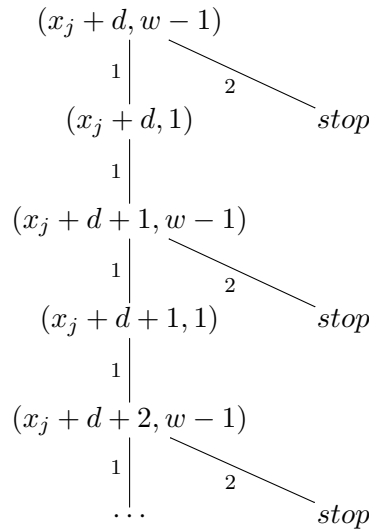 (x_j + d, w − 1)
1 2
(x_j + d, 1) stop
1
(x_j + d + 1, w − 1)
1 2
(x_j + d + 1, 1) stop
1
(x_j + d + 2, w − 1)
1 2
... stop